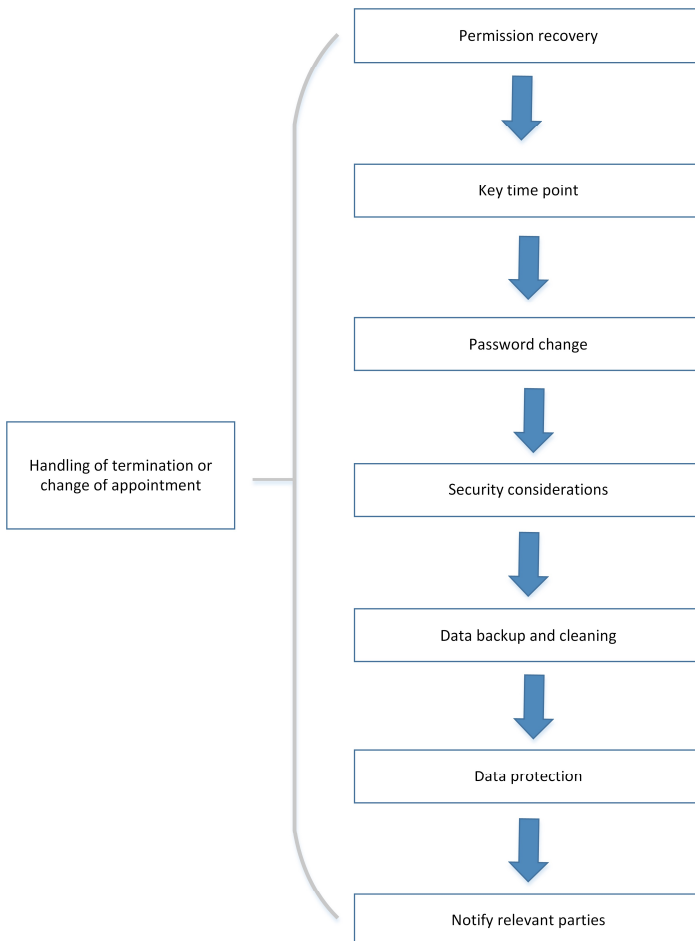 Permission recovery
Key time point
Password change
Handling of termination or
change of appointment
Security considerations
Data backup and cleaning
Data protection
Notify relevant parties